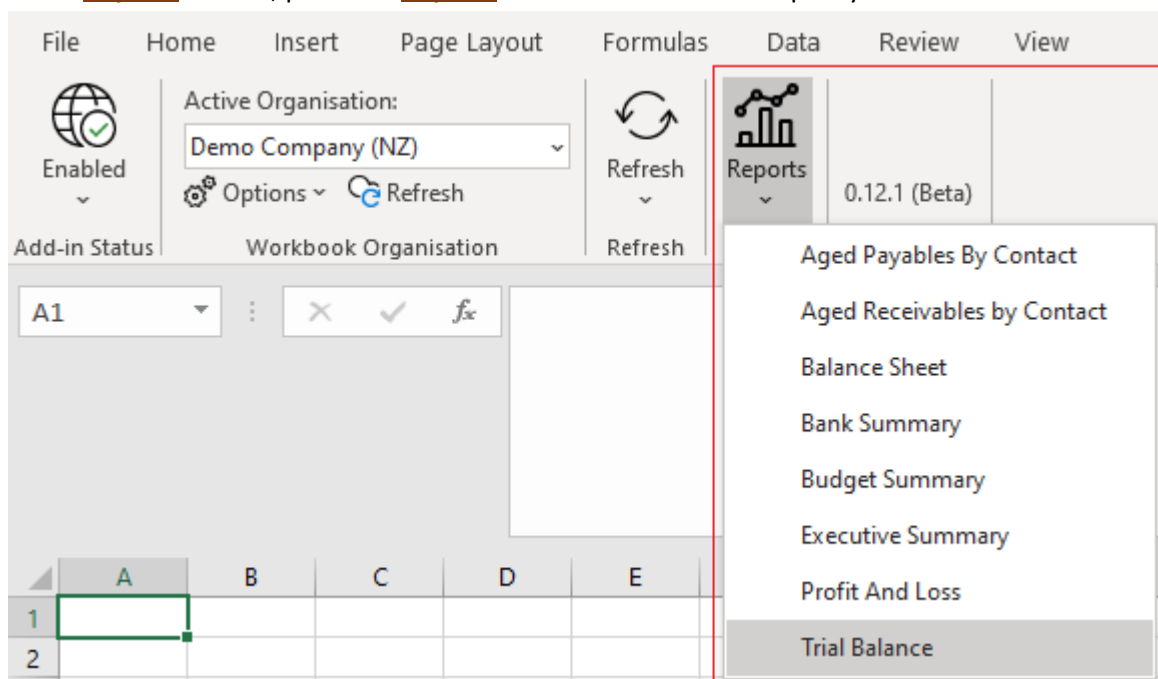 File Home Insert Page Layout Formulas Data Review View
Active Organisation:
Demo Company (NZ)
Enabled
Options Refresh
Refresh
Reports
0.12.1 (Beta)
Add-in Status
Workbook Organisation
Refresh
Aged Payables By Contact
Aged Receivables by Contact
Balance Sheet
Bank Summary
Budget Summary
Executive Summary
Profit And Loss
Trial Balance
A1
fx
A B C D E
1
2